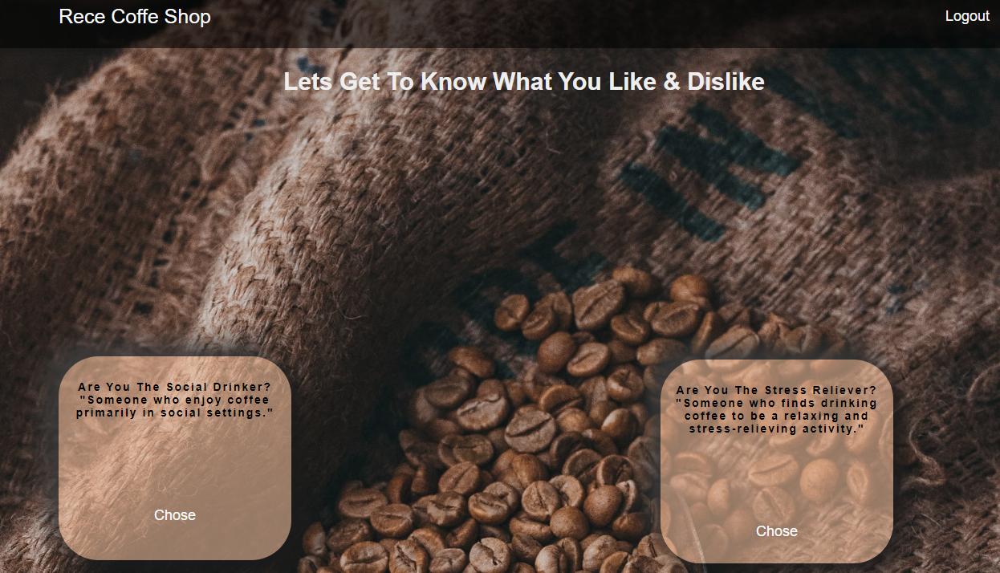 Rece Coffe Shop
Logout
Lets Get To Know What You Like & Dislike
Are You The Social Drinker?
"Someone who enjoy coffee
primarily in social settings."
Chose
Are You The Stress Reliever?
"Someone who finds drinking
coffee to be a relaxing and
stress-relieving activity."
Chose